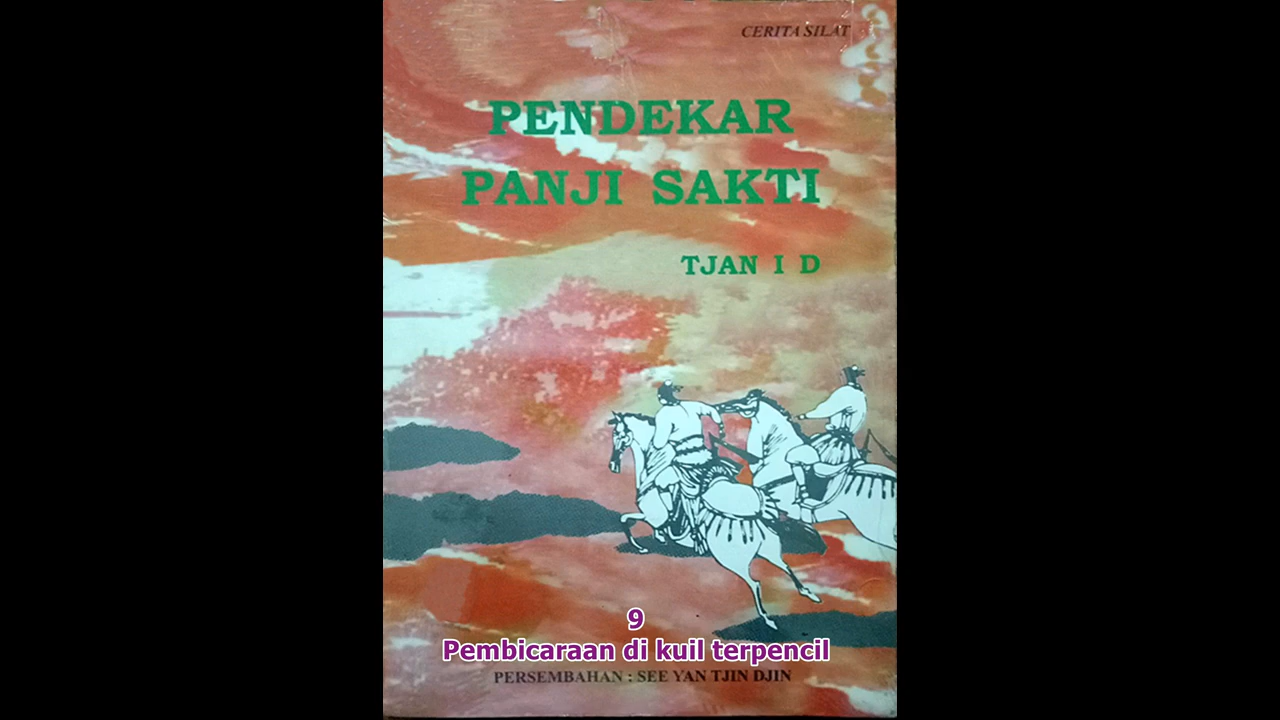 CERITA SILAT
PENDEKAR
PANJI SAKTI
TJAN I D
9
Pembicaraan di kuil terpencil
PERSEMBAHAN : SEE YAN TJIN DJIN